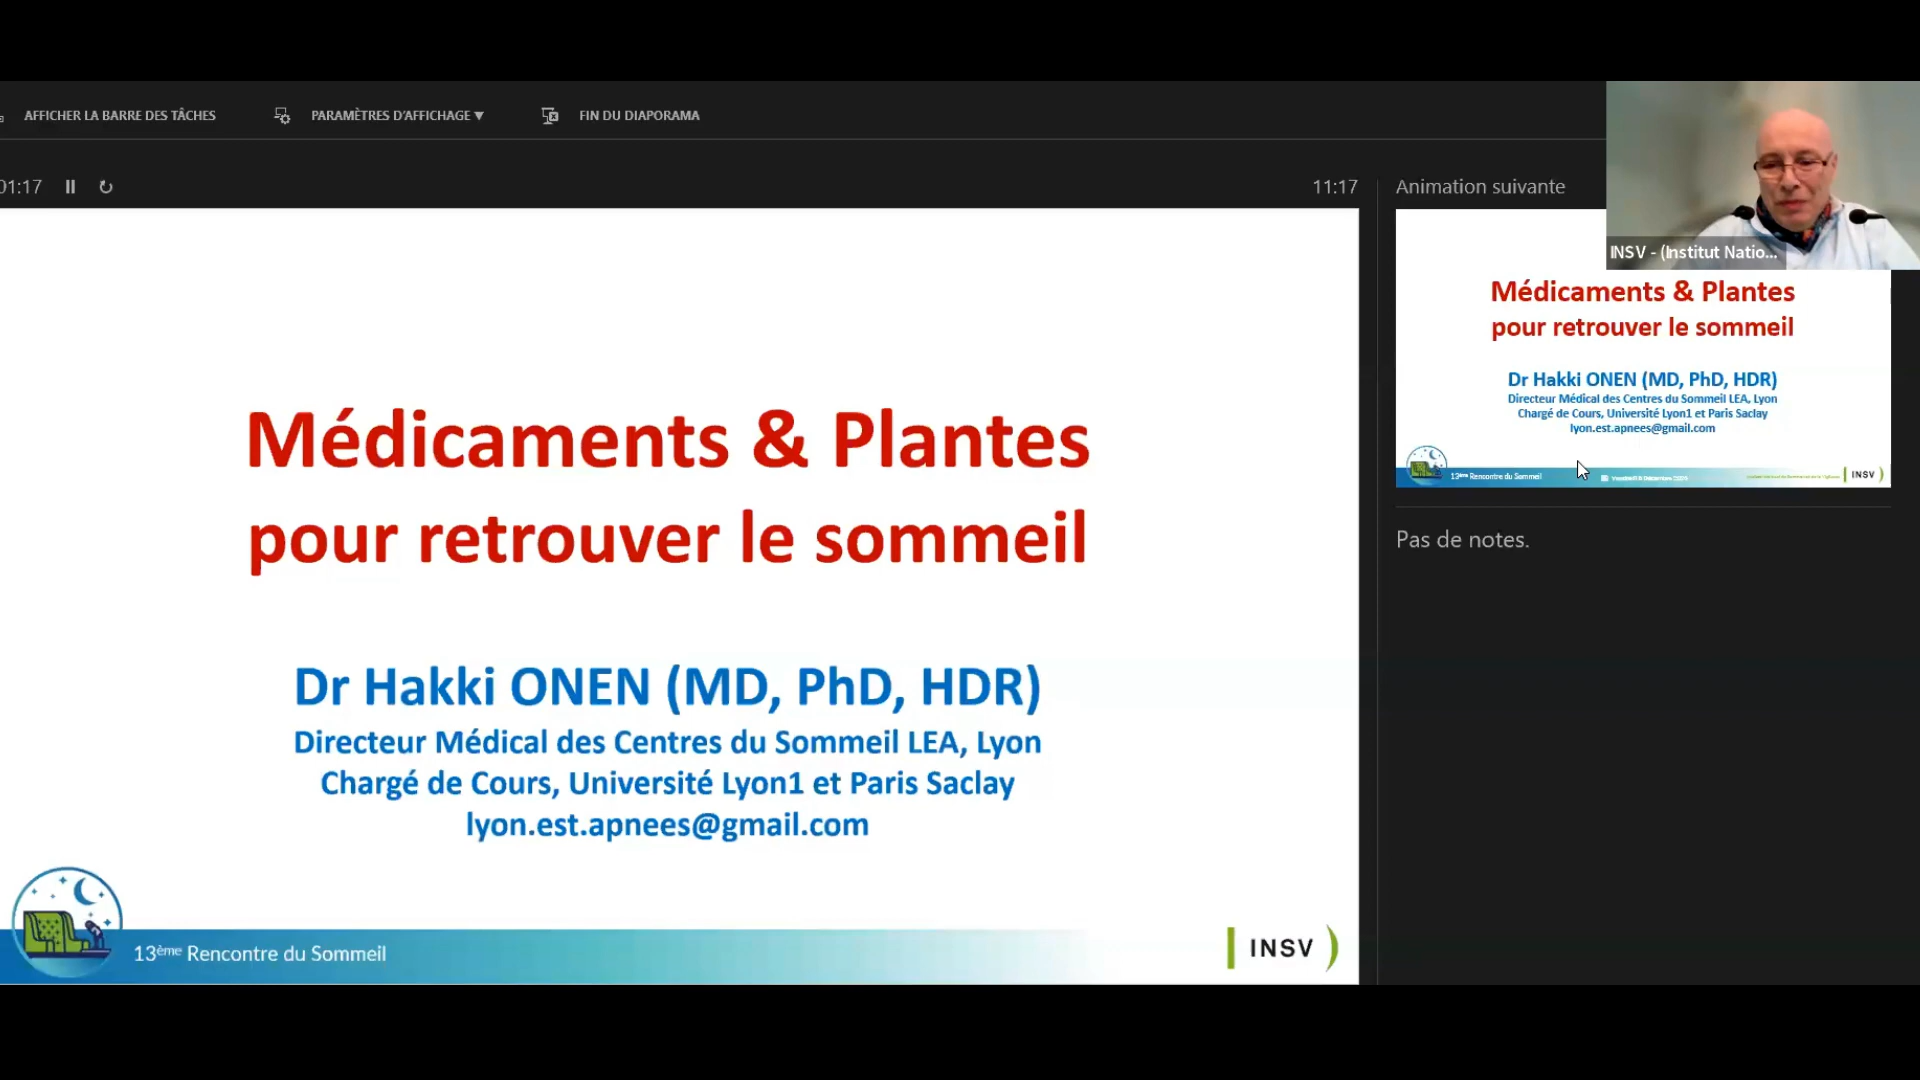 AFFICHER LA BARRE DES TÂCHES
PARAMÈTRES D'AFFICHAGE ▼
FIN DU DIAPORAMA
01:17
11:17
Animation suivante
INSV - (Institut Natio...
Médicaments & Plantes
pour retrouver le sommeil
Dr Hakki ONEN (MD, PhD, HDR)
Directeur Médical des Centres du Sommeil LEA, Lyon
Chargé de Cours, Université Lyon1 et Paris Saclay
lyon.est.apnees@gmail.com
13ème Rencontre du Sommeil
INSV
Médicaments & Plantes
pour retrouver le sommeil
Dr Hakki ONEN (MD, PhD, HDR)
Directeur Médical des Centres du Sommeil LEA, Lyon
Chargé de Cours, Université Lyon1 et Paris Saclay
lyon.est.apnees@gmail.com
13ème Rencontre du Sommeil
INSV
Pas de notes.